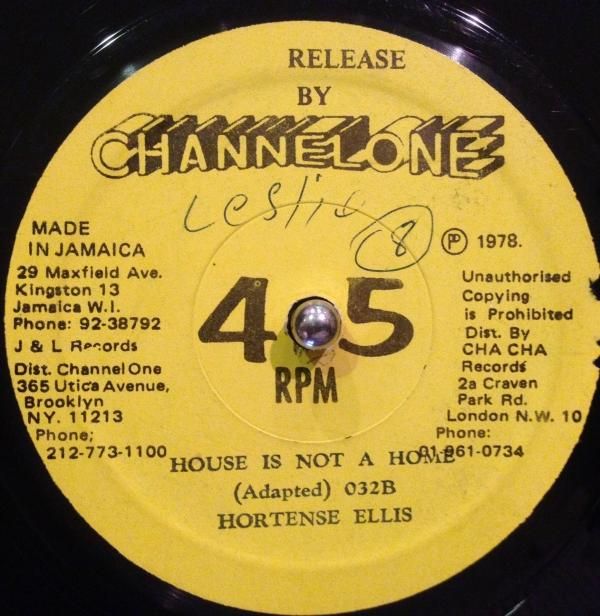 RELEASE
BY
CHANNEL ONE
Leslie
8
MADE
IN JAMAICA
29 Maxfield Ave.
Kingston 13
Jamaica W.I.
Phone: 92-38792
J & L Records
Dist. Channel One
365 Utica Avenue,
Brooklyn
NY. 11213
Phone;
212-773-1100
45
RPM
Ⓟ 1978.
Unauthorised
Copying
is Prohibited
Dist. By
CHA CHA
Records
2a Craven
Park Rd.
London N.W. 10
Phone:
01-961-0734
HOUSE IS NOT A HOME
(Adapted) 032B
HORTENSE ELLIS